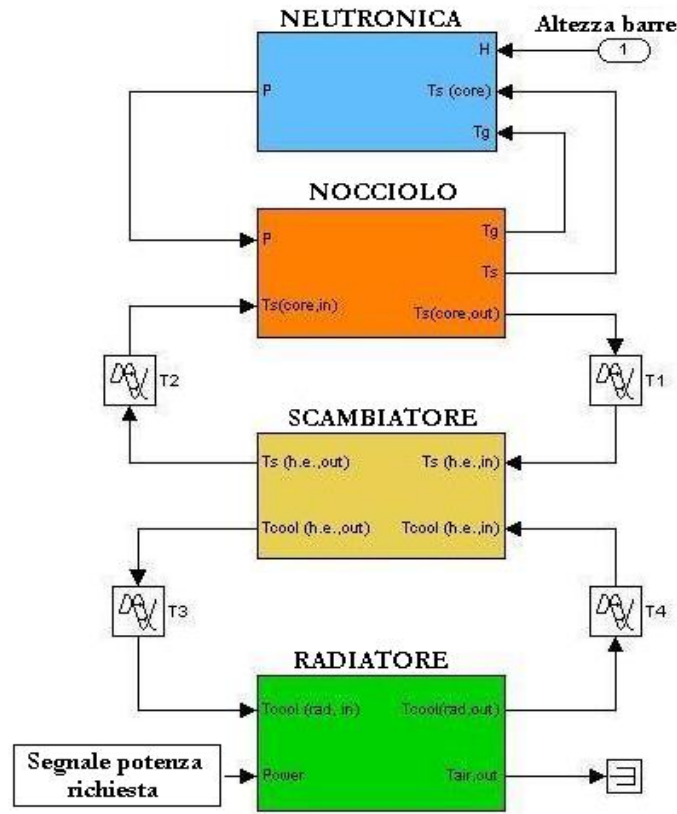 NEUTRONICA
Altezza barre
H
1
P
Ts (core)
Tg
NOCCIOLO
P
Tg
Ts
Ts(core,in)
Ts(core,out)
T2
T1
SCAMBIATORE
Ts (h.e.,out)
Ts (h.e.,in)
Tcool (h.e.,out)
Tcool (h.e.,in)
T3
T4
RADIATORE
Tcool (rad, in)
Tcool(rad,out)
Segnale potenza
richiesta
Power
Tair,out